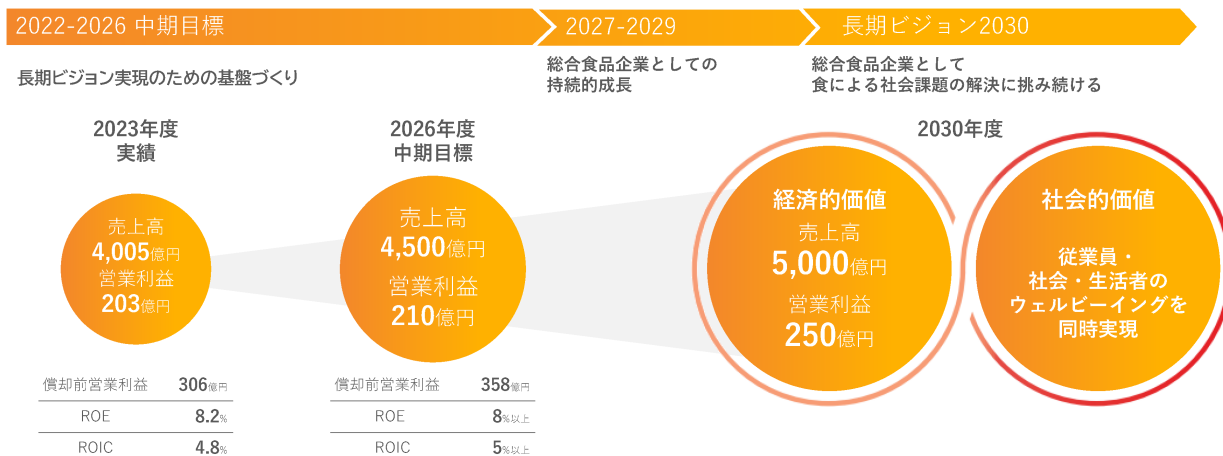 2022-2026 中期目標
2027-2029
長期ビジョン2030
長期ビジョン実現のための基盤づくり
総合食品企業としての
持続的成長
総合食品企業として
食による社会課題の解決に挑み続ける
2023年度
実績
2026年度
中期目標
2030年度
売上高
4,005億円
営業利益
203億円
売上高
4,500億円
営業利益
210億円
経済的価値
売上高
5,000億円
営業利益
250億円
社会的価値
従業員・
社会・生活者の
ウェルビーイングを
同時実現
償却前営業利益 306億円
ROE 8.2%
ROIC 4.8%
償却前営業利益 358億円
ROE 8%以上
ROIC 5%以上